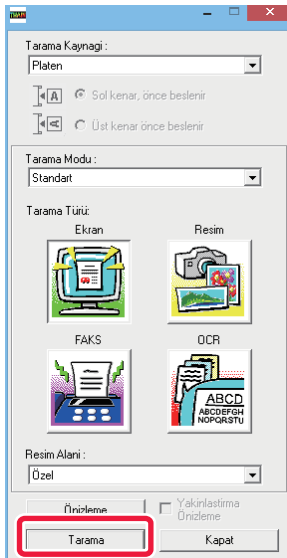 Tarama Kaynagi :
Platen
A
Sol kenar, önce beslenir
A
Üst kenar önce beslenir
Tarama Modu :
Standart
Tarama Türü:
Ekran
Resim
FAKS
OCR
ABCD
ABCDEFGH
NOPQRSTU
Resim Alani :
Özel
Önizleme
Yakinlastirma
Önizleme
Tarama
Kapat